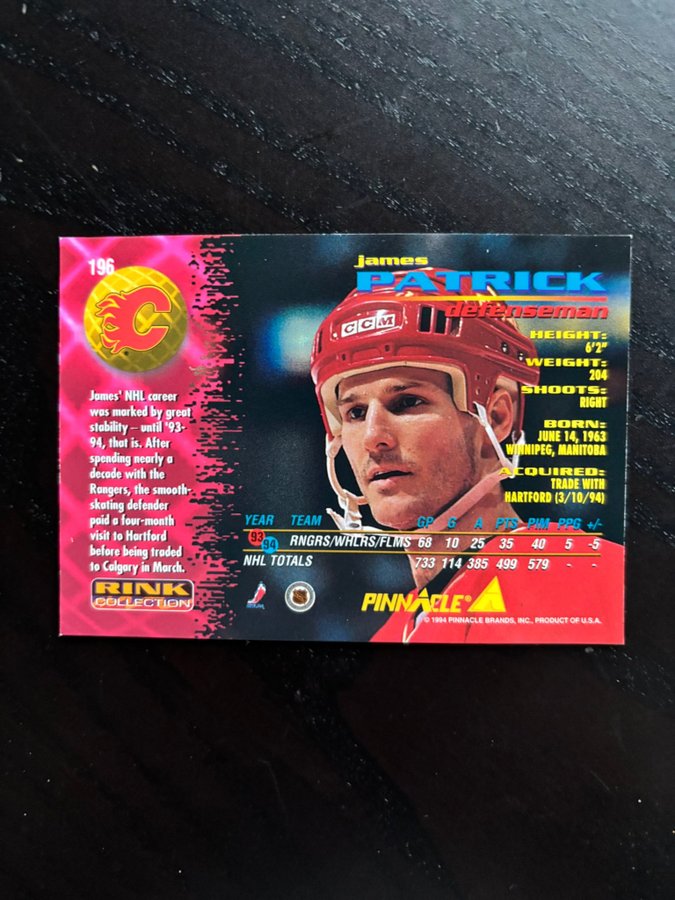 196
James' NHL career
was marked by great
stability – until '93-
94, that is. After
spending nearly a
decade with the
Rangers, the smooth-
skating defender
paid a four-month
visit to Hartford
before being traded
to Calgary in March.
RINK
COLLECTION
james
PATRICK
defenseman
CCM
HEIGHT:
6'2"
WEIGHT:
204
SHOOTS:
RIGHT
BORN:
JUNE 14, 1963
WINNIPEG, MANITOBA
ACQUIRED:
TRADE WITH
HARTFORD (3/10/94)
YEAR TEAM GP G A PTS PIM PPG +/-
93 94 RNGRS/WHLRS/FLMS 68 10 25 35 40 5 -5
NHL TOTALS 733 114 385 499 579 - -
PINNACLE®
© 1994 PINNACLE BRANDS, INC., PRODUCT OF U.S.A.